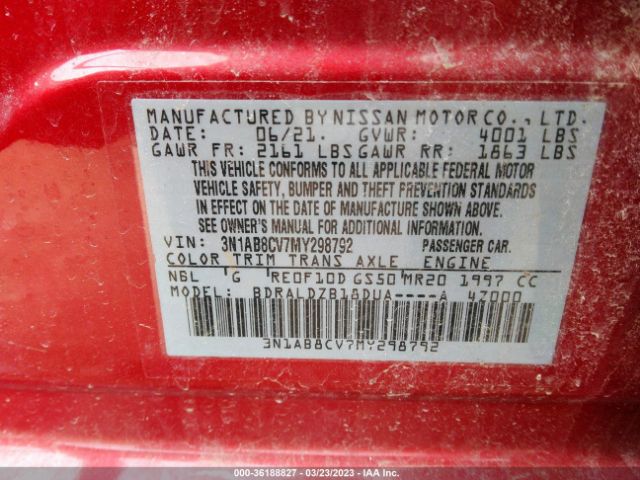 MANUFACTURED BY NISSAN MOTOR CO., LTD.
DATE: 06/21. GVWR: 4001 LBS
GAWR FR: 2161 LBS GAWR RR: 1863 LBS
THIS VEHICLE CONFORMS TO ALL APPLICABLE FEDERAL MOTOR
VEHICLE SAFETY, BUMPER AND THEFT PREVENTION STANDARDS
IN EFFECT ON THE DATE OF MANUFACTURE SHOWN ABOVE.
SEE OWNER'S MANUAL FOR ADDITIONAL INFORMATION.
VIN: 3N1AB8CV7MY298792 PASSENGER CAR.
COLOR TRIM TRANS AXLE ENGINE
NBL G RE0F10D GS50 MR20 1997 CC
MODEL: BDRALDZB18DUA----A 4Z000
3N1AB8CV7MY298792
000-36188827 | 03/23/2023 | IAA Inc.